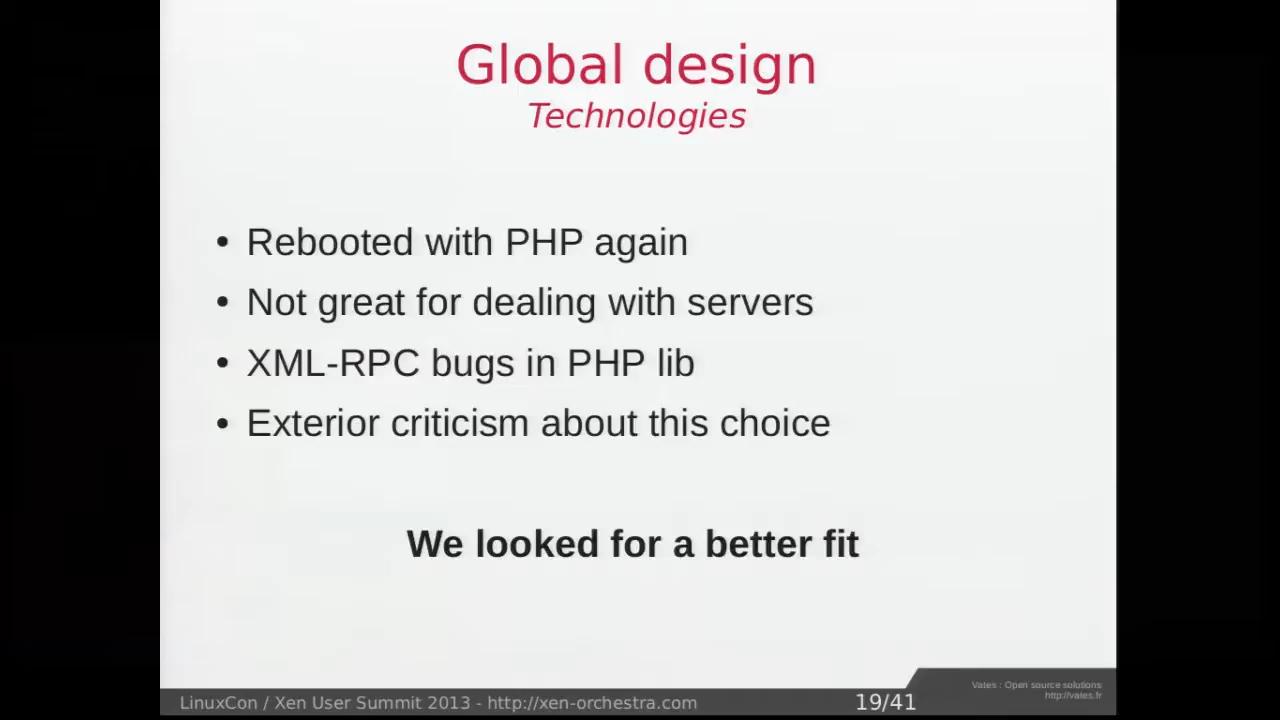 Global design
Technologies
• Rebooted with PHP again
• Not great for dealing with servers
• XML-RPC bugs in PHP lib
• Exterior criticism about this choice
We looked for a better fit
LinuxCon / Xen User Summit 2013 - http://xen-orchestra.com
19/41
Vates : Open source solutions
http://vates.fr